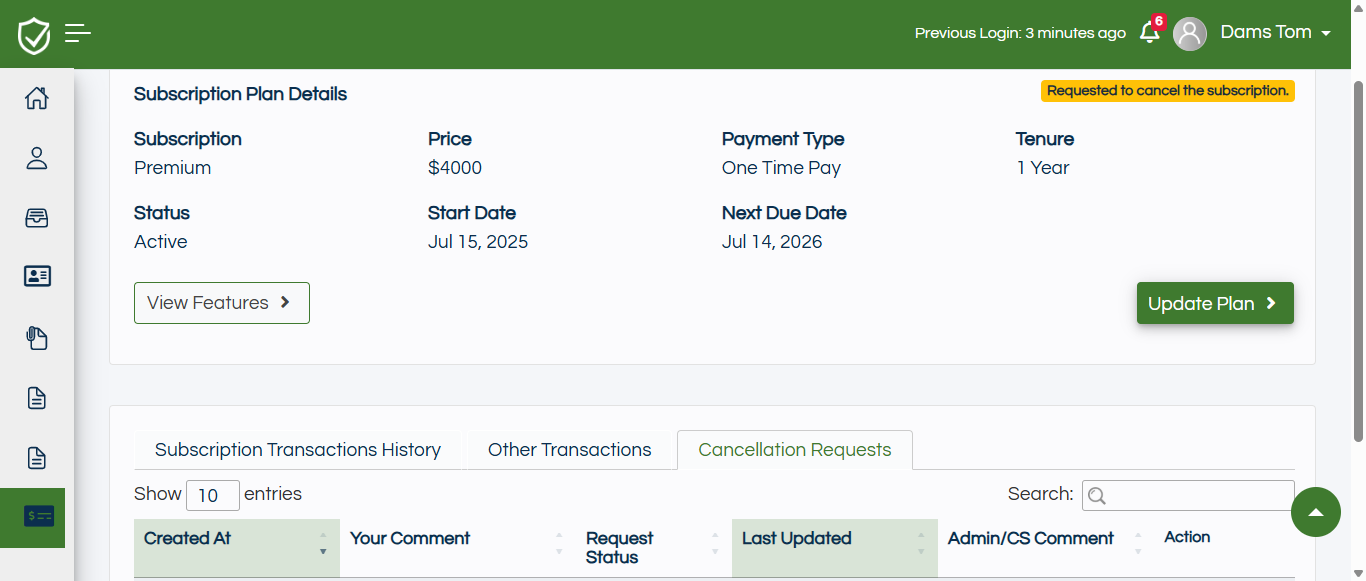 Previous Login: 3 minutes ago
6
Dams Tom
Subscription Plan Details
Requested to cancel the subscription.
Subscription
Price
Payment Type
Tenure
Premium
$4000
One Time Pay
1 Year
Status
Start Date
Next Due Date
Active
Jul 15, 2025
Jul 14, 2026
View Features
Update Plan
Subscription Transactions History
Other Transactions
Cancellation Requests
Show 10 entries
Search:
Created At
Your Comment
Request
Status
Last Updated
Admin/CS Comment
Action